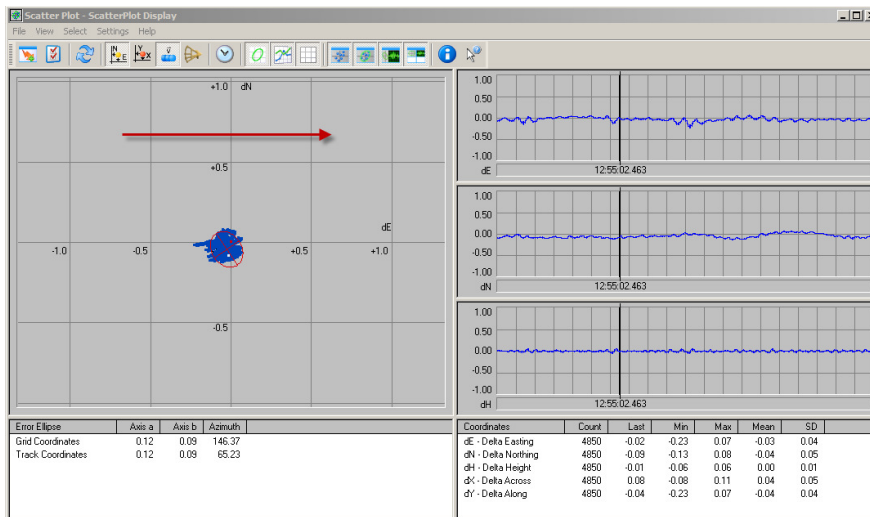 Scatter Plot - ScatterPlot Display
File View Select Settings Help
N E Y X
+1.0 dN
+0.5
dE
-1.0 -0.5 +0.5 +1.0
-0.5
1.00
0.50
0.00
-0.50
-1.00
dE 12:55:02.463
1.00
0.50
0.00
-0.50
-1.00
dN 12:55:02.463
1.00
0.50
0.00
-0.50
-1.00
dH 12:55:02.463
Error Ellipse Axis a Axis b Azimuth
Grid Coordinates 0.12 0.09 146.37
Track Coordinates 0.12 0.09 65.23
Coordinates Count Last Min Max Mean SD
dE - Delta Easting 4850 -0.02 -0.23 0.07 -0.03 0.04
dN - Delta Northing 4850 -0.09 -0.13 0.08 -0.04 0.05
dH - Delta Height 4850 -0.01 -0.06 0.06 0.00 0.01
dX - Delta Across 4850 0.08 -0.08 0.11 0.04 0.05
dY - Delta Along 4850 -0.04 -0.23 0.07 -0.04 0.04